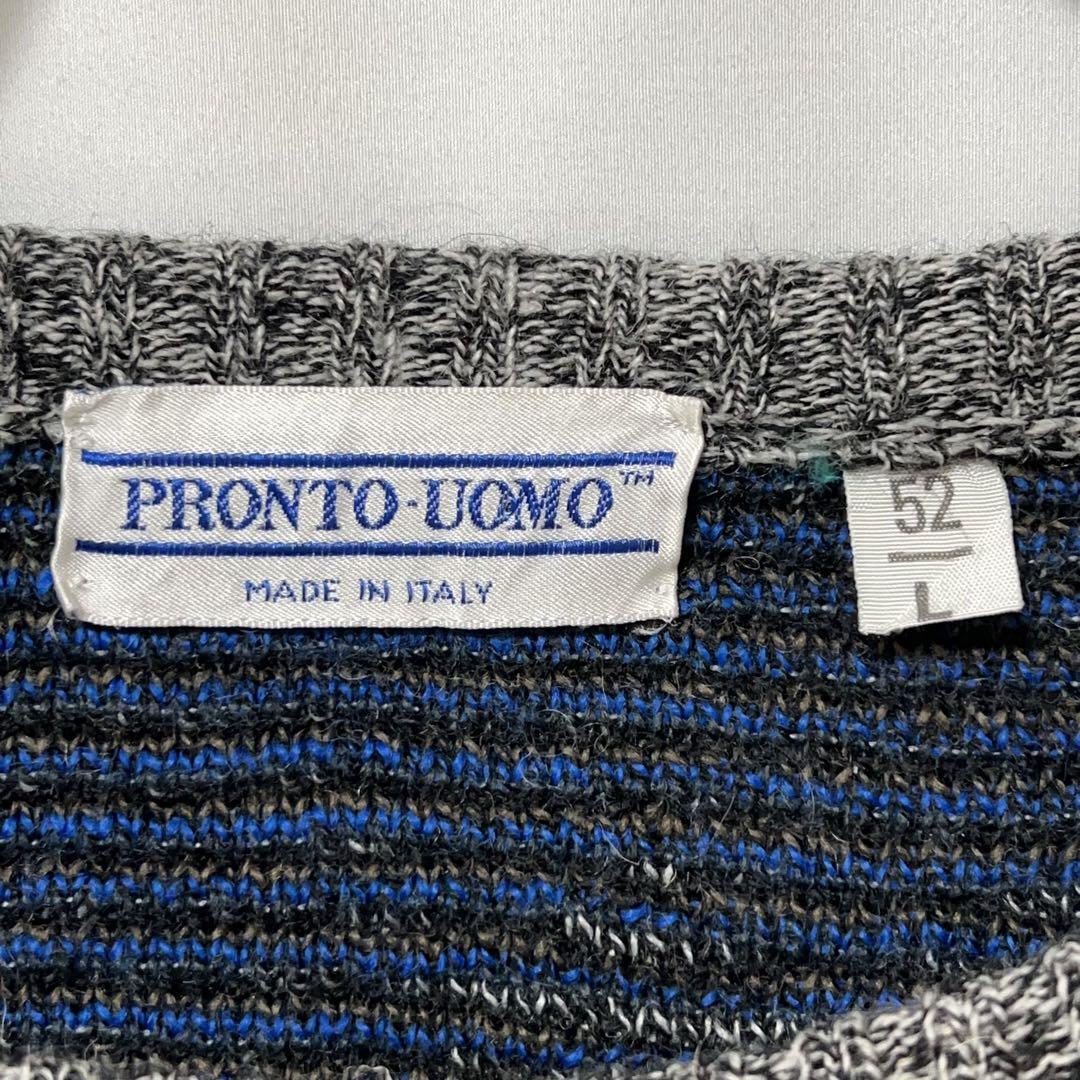 PRONTO-UOMO™
MADE IN ITALY
52
L